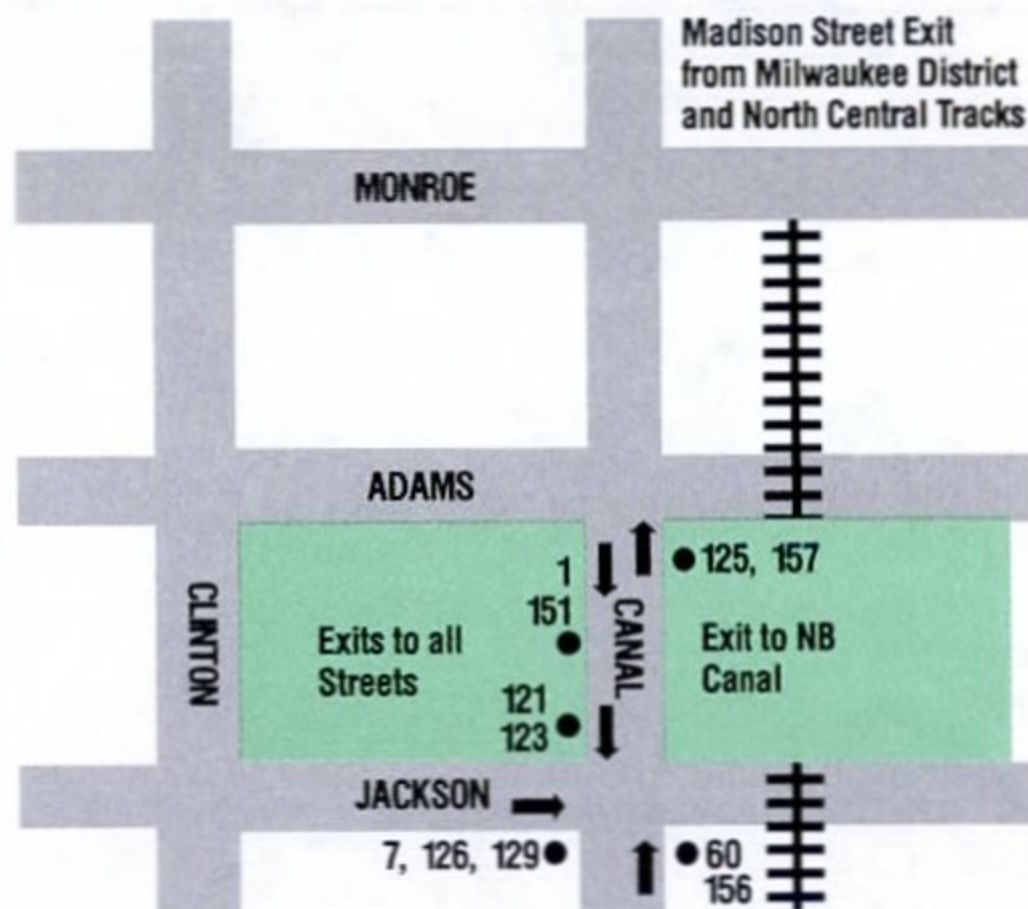 Madison Street Exit
from Milwaukee District
and North Central Tracks
MONROE
ADAMS
CLINTON
CANAL
1
151
121
123
Exits to all
Streets
125, 157
Exit to NB
Canal
JACKSON
7, 126, 129
60
156